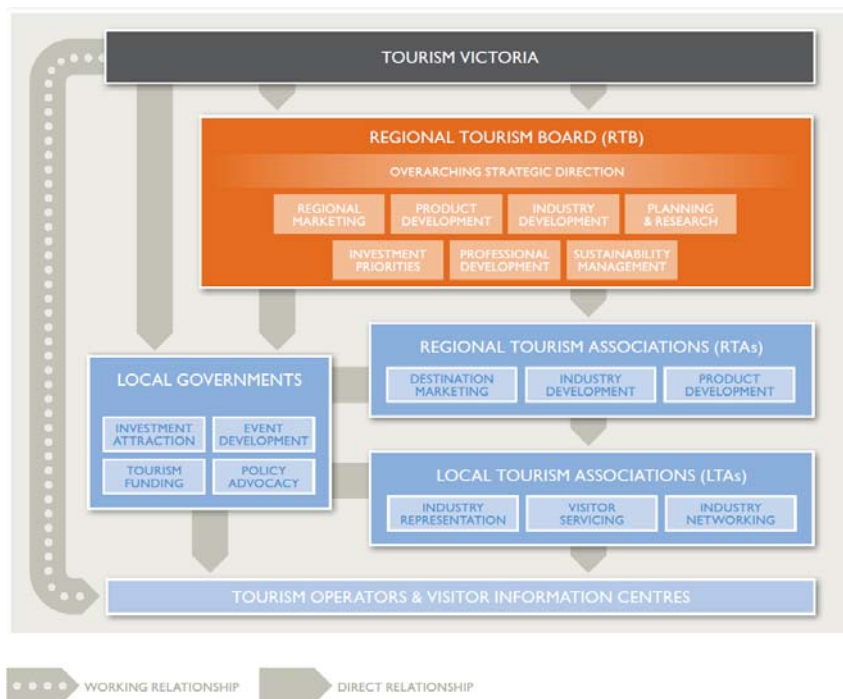 TOURISM VICTORIA
REGIONAL TOURISM BOARD (RTB)
OVERARCHING STRATEGIC DIRECTION
REGIONAL
MARKETING
PRODUCT
DEVELOPMENT
INDUSTRY
DEVELOPMENT
PLANNING
& RESEARCH
INVESTMENT
PRIORITIES
PROFESSIONAL
DEVELOPMENT
SUSTAINABILITY
MANAGEMENT
REGIONAL TOURISM ASSOCIATIONS (RTAs)
DESTINATION
MARKETING
INDUSTRY
DEVELOPMENT
PRODUCT
DEVELOPMENT
LOCAL GOVERNMENTS
INVESTMENT
ATTRACTION
EVENT
DEVELOPMENT
TOURISM
FUNDING
POLICY
ADVOCACY
LOCAL TOURISM ASSOCIATIONS (LTAs)
INDUSTRY
REPRESENTATION
VISITOR
SERVICING
INDUSTRY
NETWORKING
TOURISM OPERATORS & VISITOR INFORMATION CENTRES
WORKING RELATIONSHIP
DIRECT RELATIONSHIP